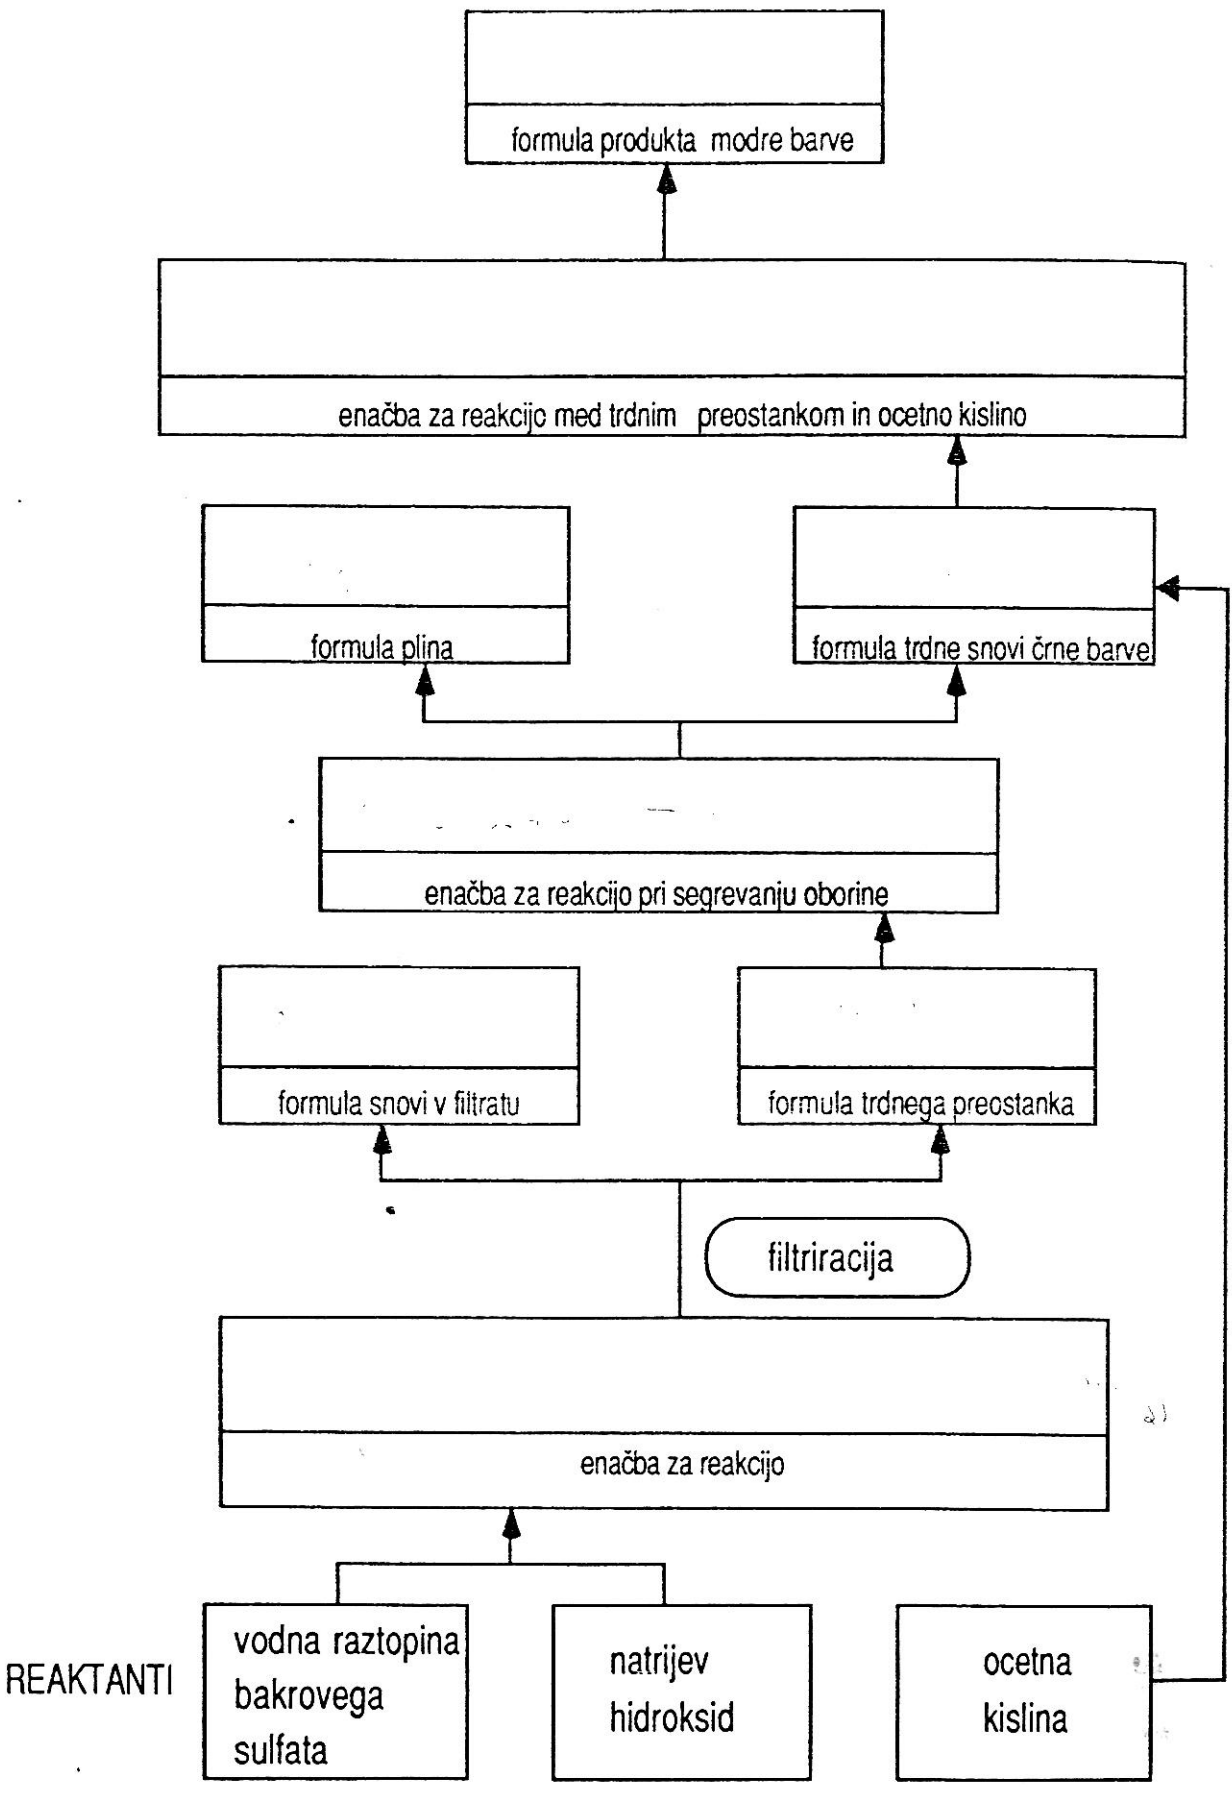 formula produkta modre barve
enačba za reakcijo med trdnim preostankom in ocetno kislino
formula plina
formula trdne snovi črne barve
enačba za reakcijo pri segrevanju oborine
formula snovi v filtratu
formula trdnega preostanka
filtriracija
enačba za reakcijo
REAKTANTI
vodna raztopina
bakrovega
sulfata
natrijev
hidroksid
ocetna
kislina